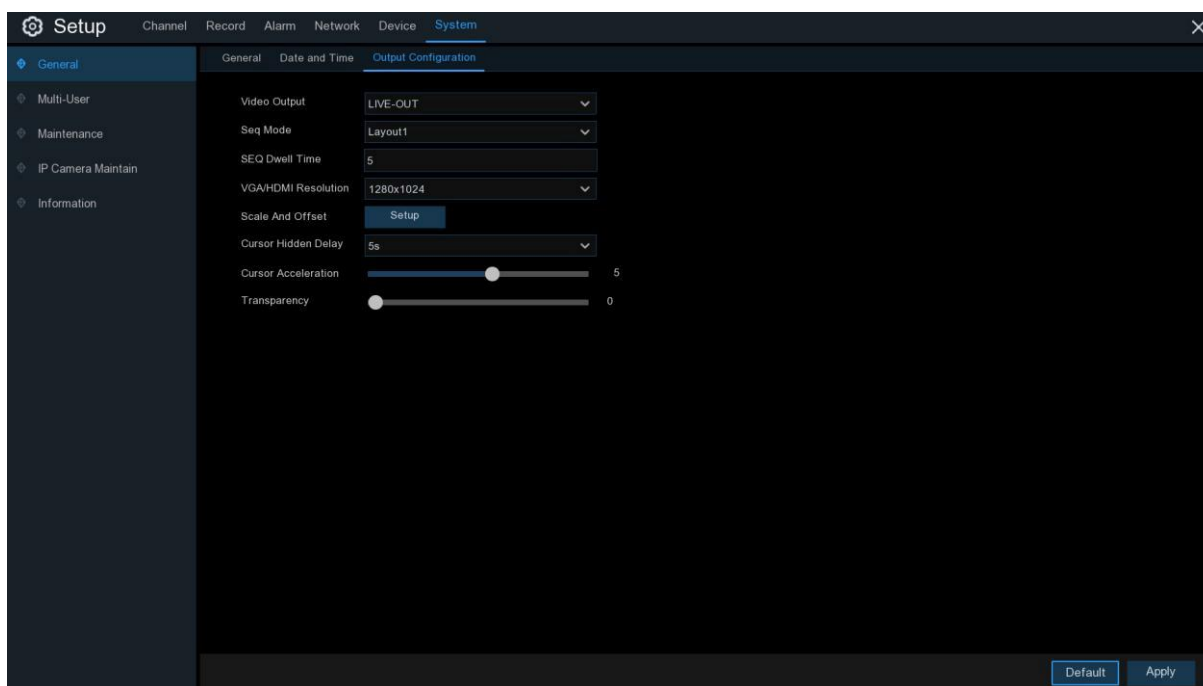 Setup Channel Record Alarm Network Device System
General
Multi-User
Maintenance
IP Camera Maintain
Information
General Date and Time Output Configuration
Video Output LIVE-OUT
Seq Mode Layout1
SEQ Dwell Time 5
VGA/HDMI Resolution 1280x1024
Scale And Offset Setup
Cursor Hidden Delay 5s
Cursor Acceleration 5
Transparency 0
Default Apply